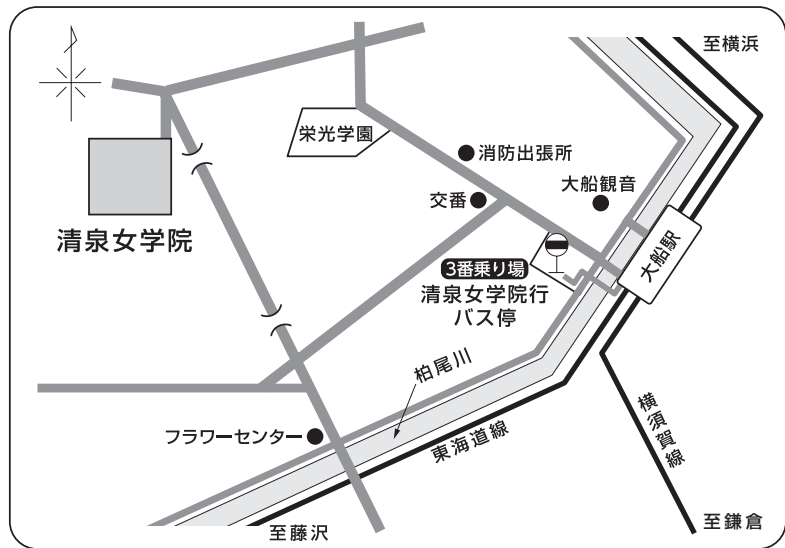 至横浜
栄光学園
消防出張所
大船観音
交番
清泉女学院
大船駅
3番乗り場
清泉女学院行
バス停
柏尾川
フラワーセンター
東海道線
横須賀線
至藤沢
至鎌倉